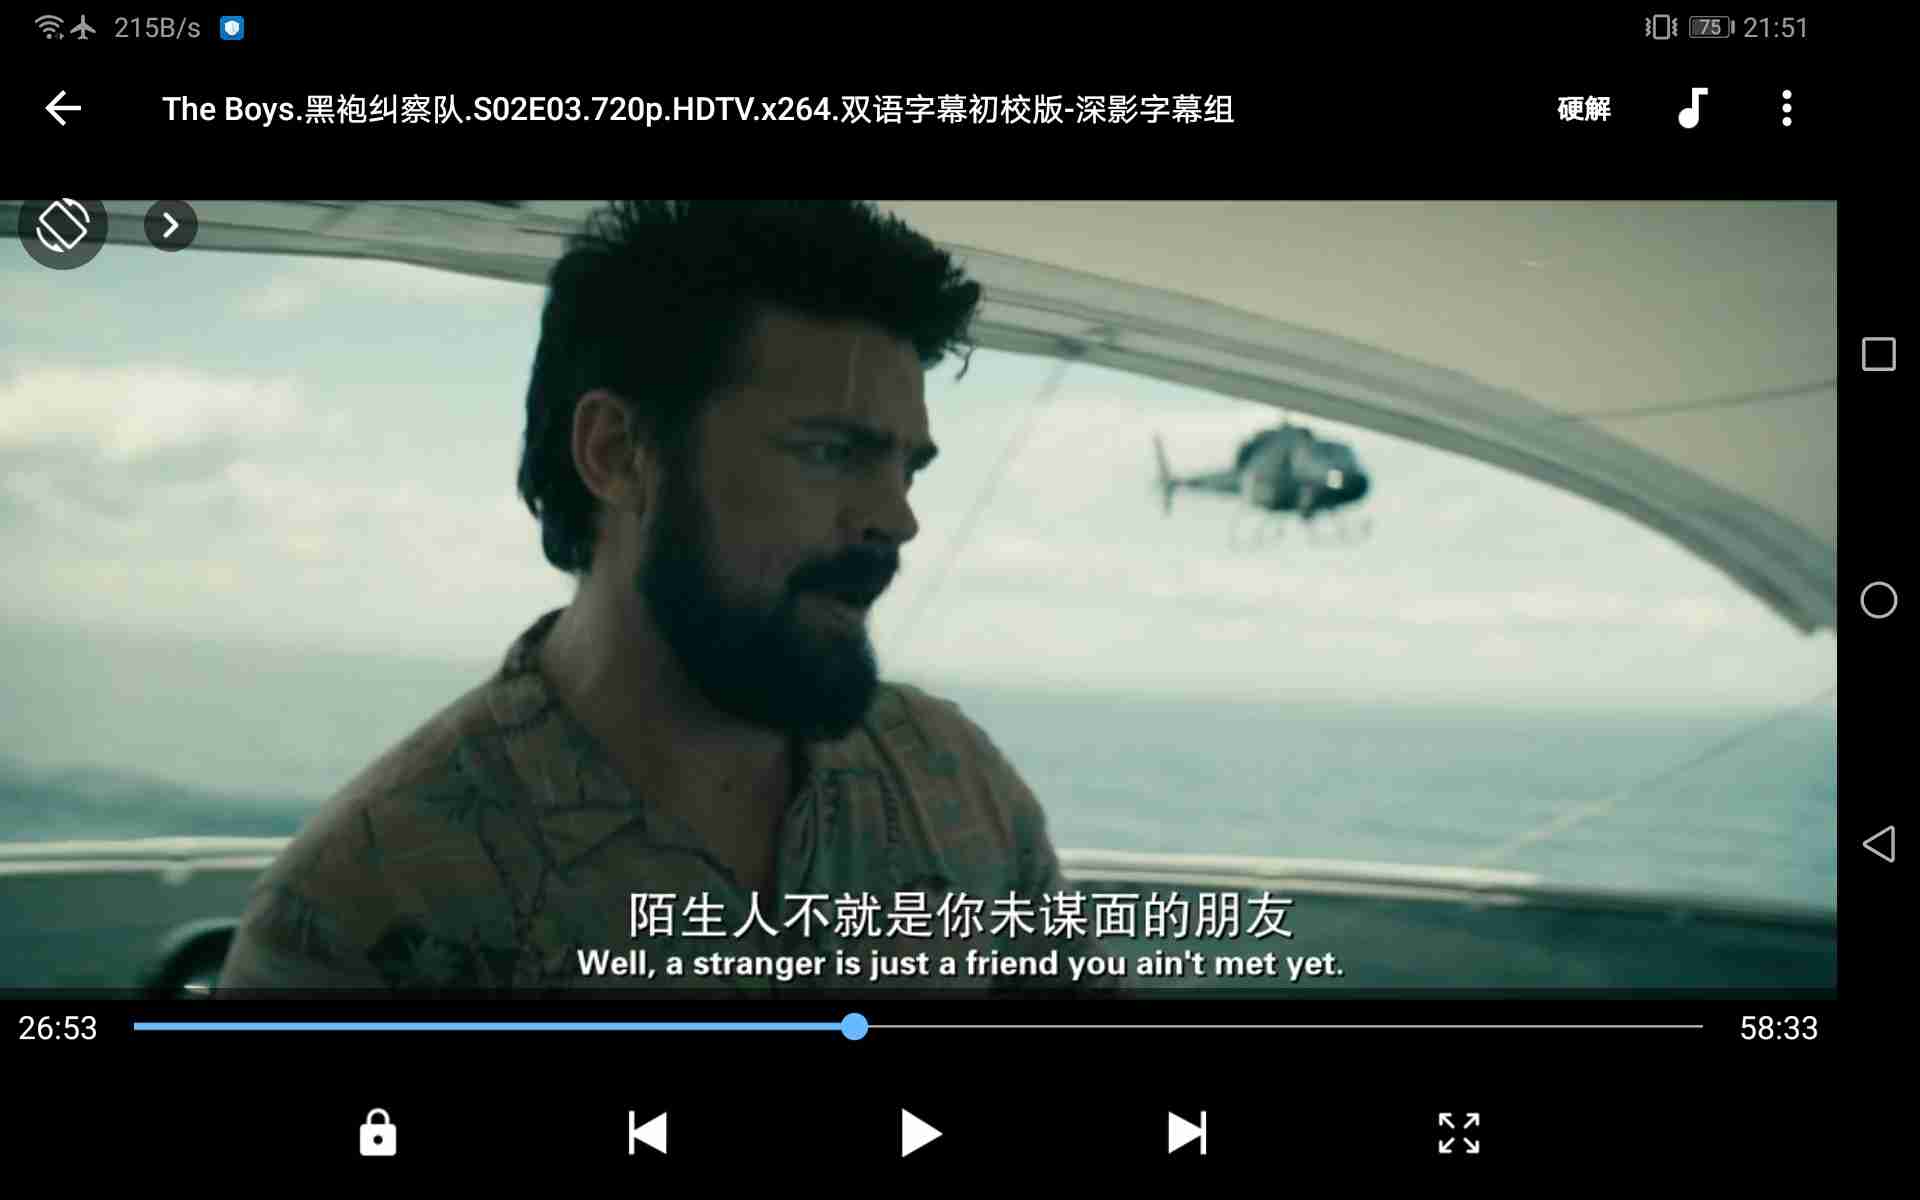 215B/s
75 21:51
The Boys.黑袍纠察队.S02E03.720p.HDTV.x264.双语字幕初校版-深影字幕组
硬解
陌生人不就是你未谋面的朋友
Well, a stranger is just a friend you ain't met yet.
26:53
58:33